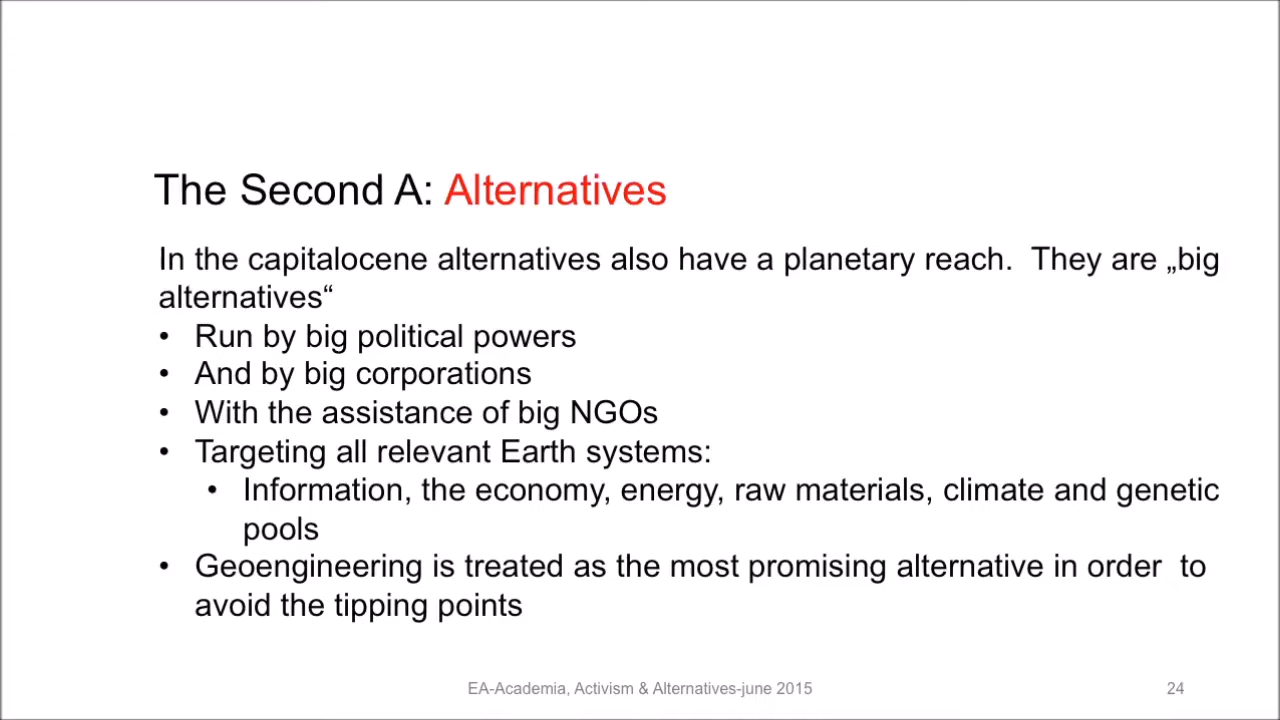 The Second A: Alternatives
In the capitalocene alternatives also have a planetary reach.  They are „big
alternatives“
• Run by big political powers
• And by big corporations
• With the assistance of big NGOs
• Targeting all relevant Earth systems:
• Information, the economy, energy, raw materials, climate and genetic
pools
• Geoengineering is treated as the most promising alternative in order  to
avoid the tipping points
EA-Academia, Activism & Alternatives-june 2015
24